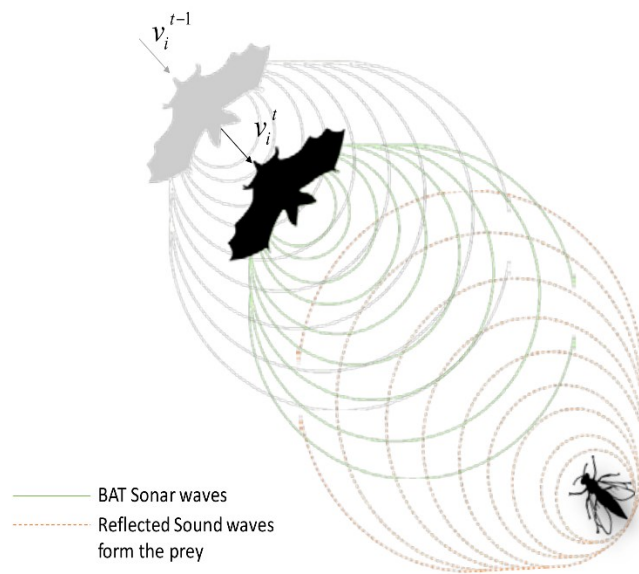 v_i^{t-1}
v_i^t
BAT Sonar waves
Reflected Sound waves
form the prey